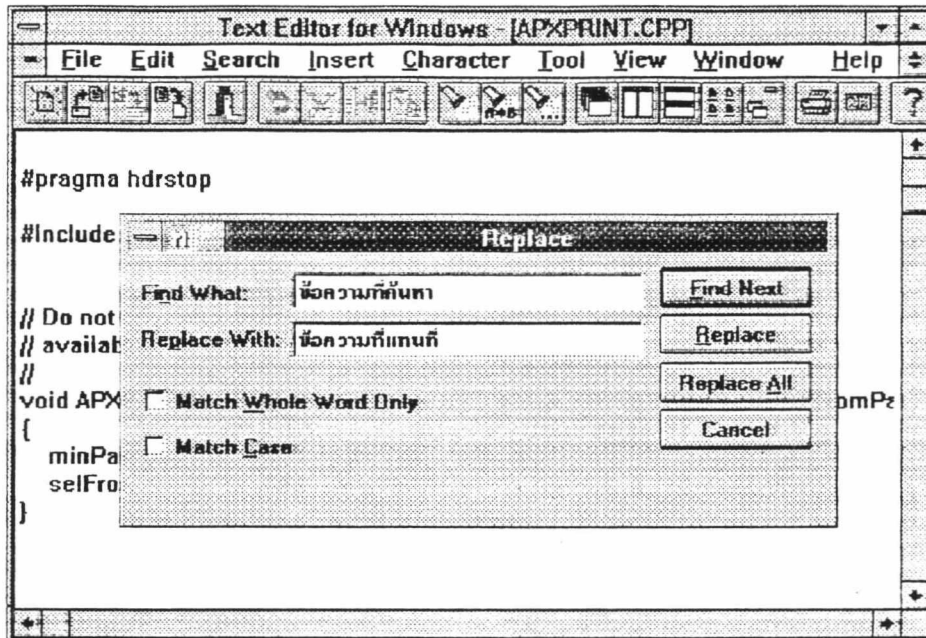 Text Editor for Windows - [APXPRINT.CPP]
File Edit Search Insert Character Tool View Window Help
#pragma hdrstop
#Include
Replace
Find What: ข้อความที่ค้นหา
Find Next
// Do not
Replace With: ข้อความที่แทนที่
Replace
// availab
//
Replace All
void APX
Match Whole Word Only
omPa
{
Cancel
minPa
Match Case
selFro
}